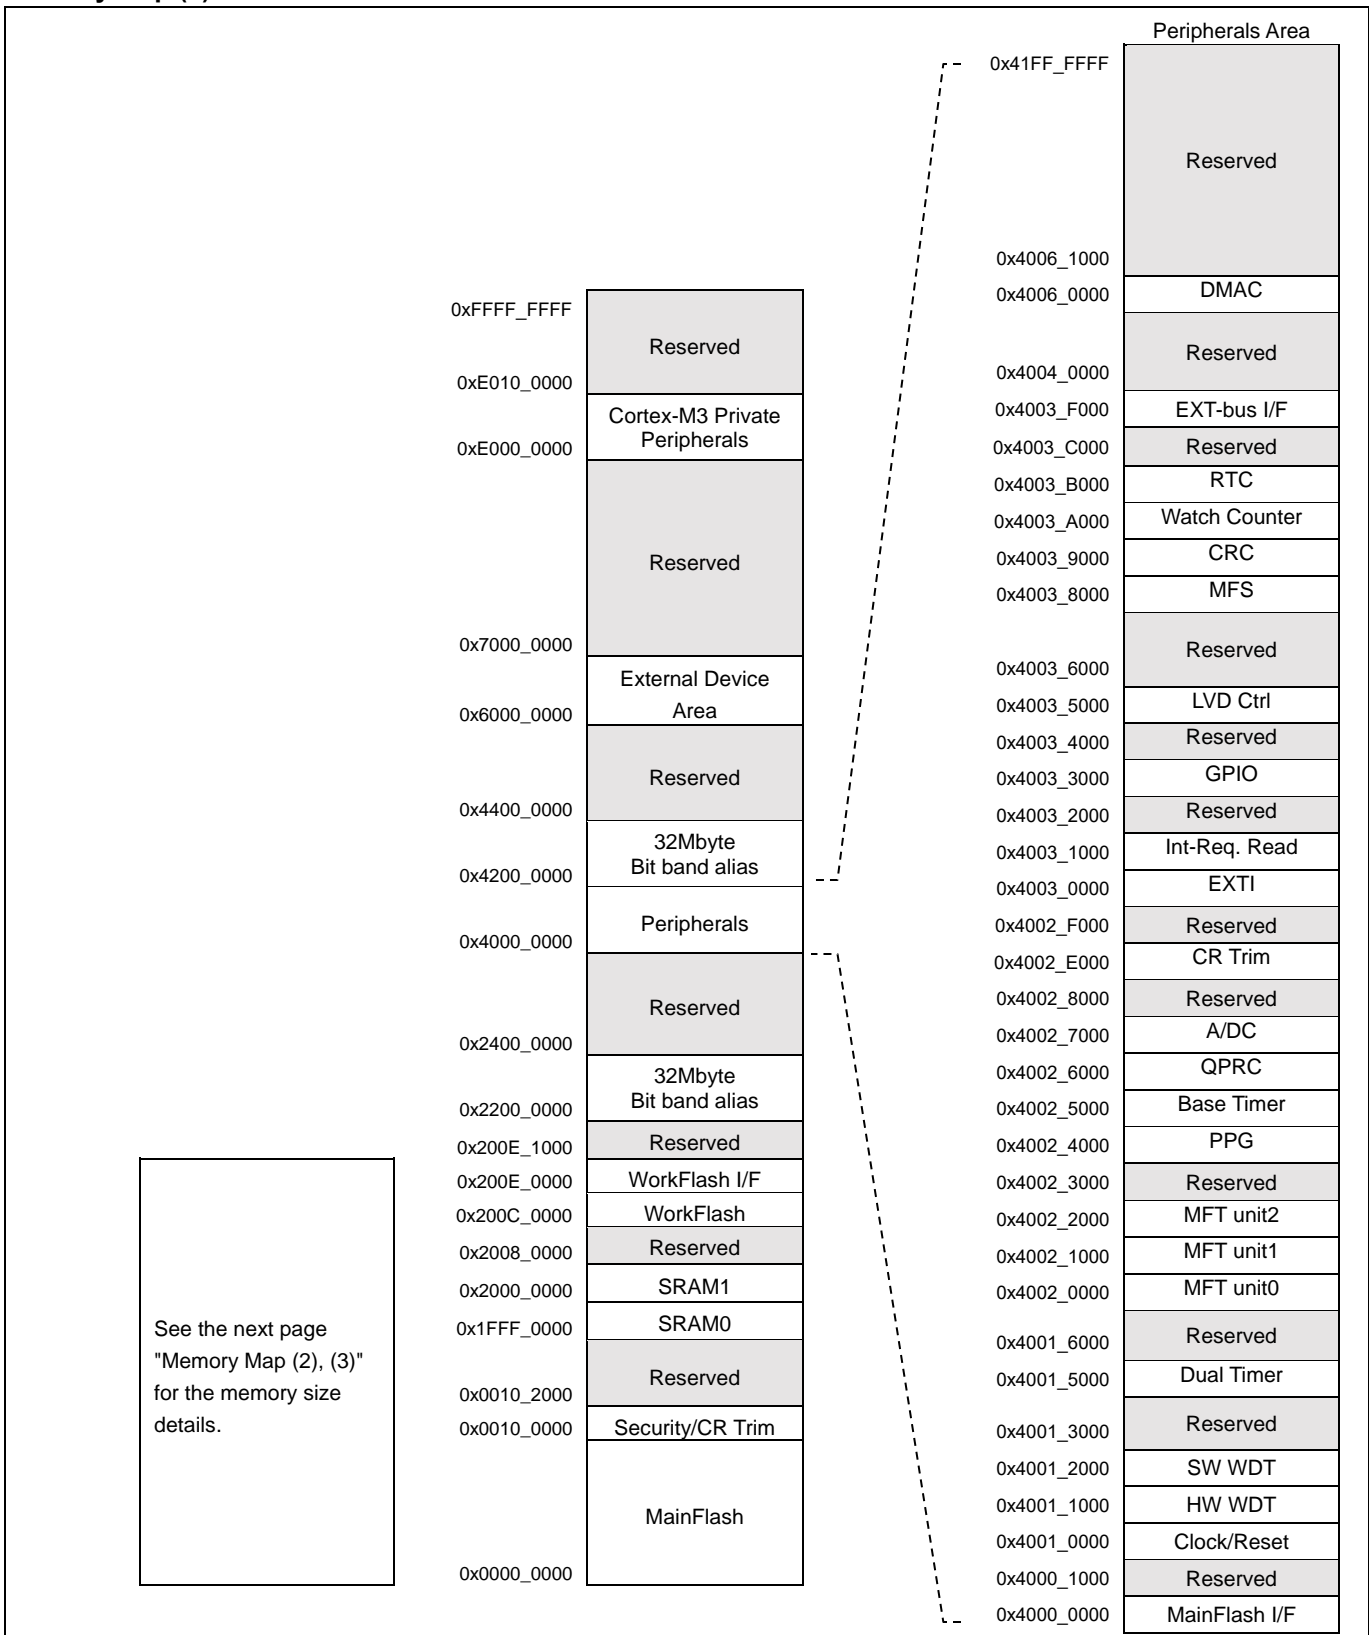 Peripherals Area
0x41FF_FFFF
Reserved
0x4006_1000
0x4006_0000 DMAC
Reserved
0x4004_0000
0x4003_F000 EXT-bus I/F
0x4003_C000 Reserved
0x4003_B000 RTC
0x4003_A000 Watch Counter
0x4003_9000 CRC
0x4003_8000 MFS
Reserved
0x4003_6000
0x4003_5000 LVD Ctrl
0x4003_4000 Reserved
0x4003_3000 GPIO
0x4003_2000 Reserved
0x4003_1000 Int-Req. Read
0x4003_0000 EXTI
0x4002_F000 Reserved
0x4002_E000 CR Trim
0x4002_8000 Reserved
0x4002_7000 A/DC
0x4002_6000 QPRC
0x4002_5000 Base Timer
0x4002_4000 PPG
0x4002_3000 Reserved
0x4002_2000 MFT unit2
0x4002_1000 MFT unit1
0x4002_0000 MFT unit0
Reserved
0x4001_6000
0x4001_5000 Dual Timer
Reserved
0x4001_3000
0x4001_2000 SW WDT
0x4001_1000 HW WDT
0x4001_0000 Clock/Reset
0x4000_1000 Reserved
0x4000_0000 MainFlash I/F
0xFFFF_FFFF
Reserved
0xE010_0000
Cortex-M3 Private
Peripherals
0xE000_0000
Reserved
0x7000_0000
External Device
Area
0x6000_0000
Reserved
0x4400_0000
32Mbyte
Bit band alias
0x4200_0000
Peripherals
0x4000_0000
Reserved
0x2400_0000
32Mbyte
Bit band alias
0x2200_0000
0x200E_1000 Reserved
0x200E_0000 WorkFlash I/F
0x200C_0000 WorkFlash
0x2008_0000 Reserved
0x2000_0000 SRAM1
0x1FFF_0000 SRAM0
Reserved
0x0010_2000
0x0010_0000 Security/CR Trim
MainFlash
0x0000_0000
See the next page
"Memory Map (2), (3)"
for the memory size
details.